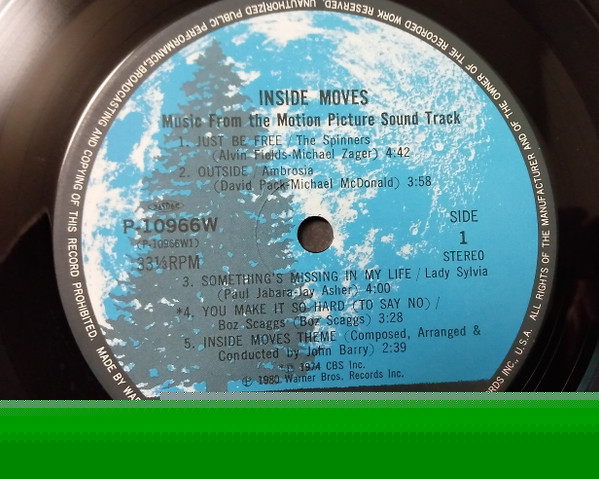 UNAUTHORIZED PUBLIC PERFORMANCE, BROADCASTING AND COPYING OF THIS RECORD PROHIBITED. MADE BY WAR
ALL RIGHTS OF THE MANUFACTURER AND OF THE OWNER OF THE RECORDED WORK RESERVED.
INSIDE MOVES
Music From the Motion Picture Sound Track
1. JUST BE FREE / The Spinners
(Alvin Fields-Michael Zager) 4:42
2. OUTSIDE / Ambrosia
(David Pack-Michael McDonald) 3:58
P-10966W
(P-10966W1)
33⅓RPM
SIDE
1
STEREO
3. SOMETHING'S MISSING IN MY LIFE / Lady Sylvia
(Paul Jabara-Jay Asher) 4:00
*4. YOU MAKE IT SO HARD (TO SAY NO) /
Boz Scaggs (Boz Scaggs) 3:28
5. INSIDE MOVES THEME (Composed, Arranged &
Conducted by John Barry) 2:39
* ℗ 1974 CBS Inc.
℗ 1980 Warner Bros. Records Inc.
RDS INC., U.S.A.